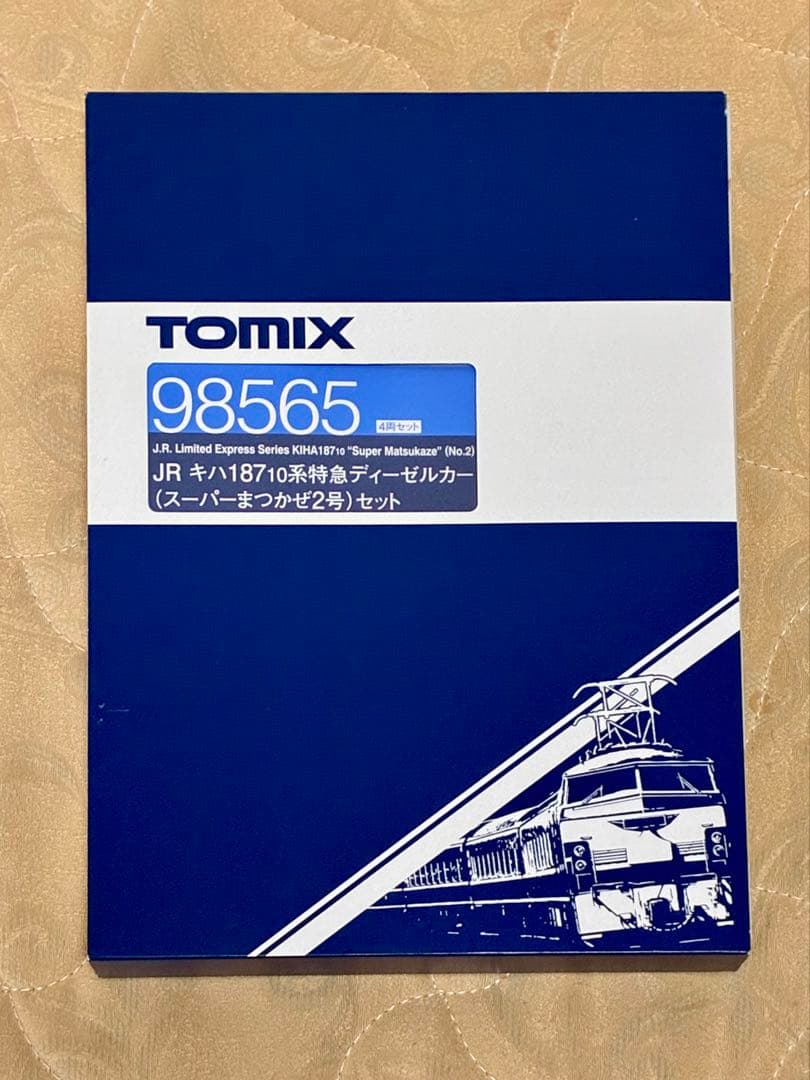 TOMIX
98565 4両セット
J.R. Limited Express Series KIHA187₁₀ "Super Matsukaze" (No.2)
JR キハ187₁₀系特急ディーゼルカー
(スーパーまつかぜ2号)セット